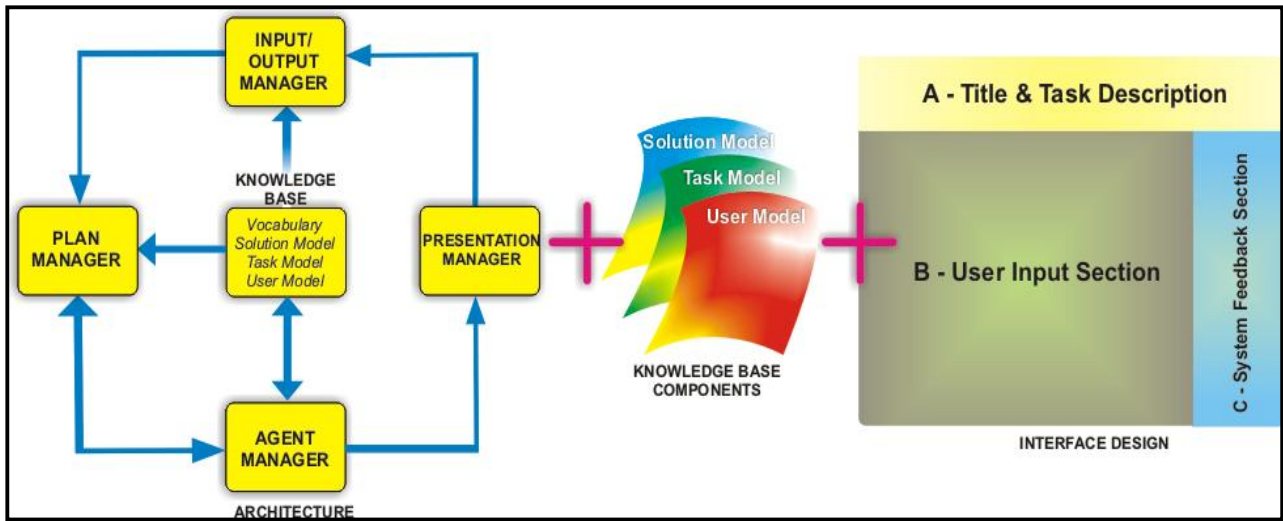 INPUT/
OUTPUT
MANAGER
KNOWLEDGE
BASE
Vocabulary
Solution Model
Task Model
User Model
PLAN
MANAGER
PRESENTATION
MANAGER
AGENT
MANAGER
ARCHITECTURE
Solution Model
Task Model
User Model
KNOWLEDGE BASE
COMPONENTS
A - Title & Task Description
B - User Input Section
C - System Feedback Section
INTERFACE DESIGN